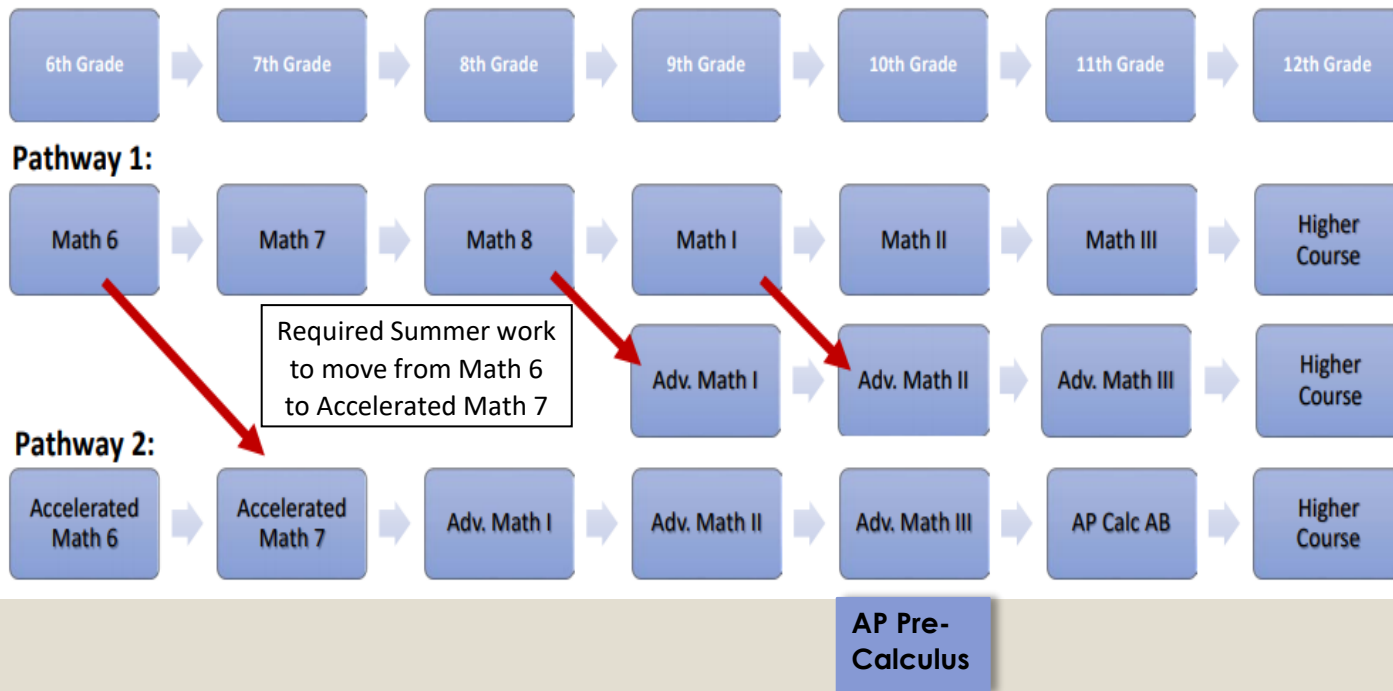 6th Grade
7th Grade
8th Grade
9th Grade
10th Grade
11th Grade
12th Grade
Pathway 1:
Math 6
Math 7
Math 8
Math I
Math II
Math III
Higher
Course
Required Summer work
to move from Math 6
to Accelerated Math 7
Adv. Math I
Adv. Math II
Adv. Math III
Higher
Course
Pathway 2:
Accelerated
Math 6
Accelerated
Math 7
Adv. Math I
Adv. Math II
Adv. Math III
AP Calc AB
Higher
Course
AP Pre-
Calculus